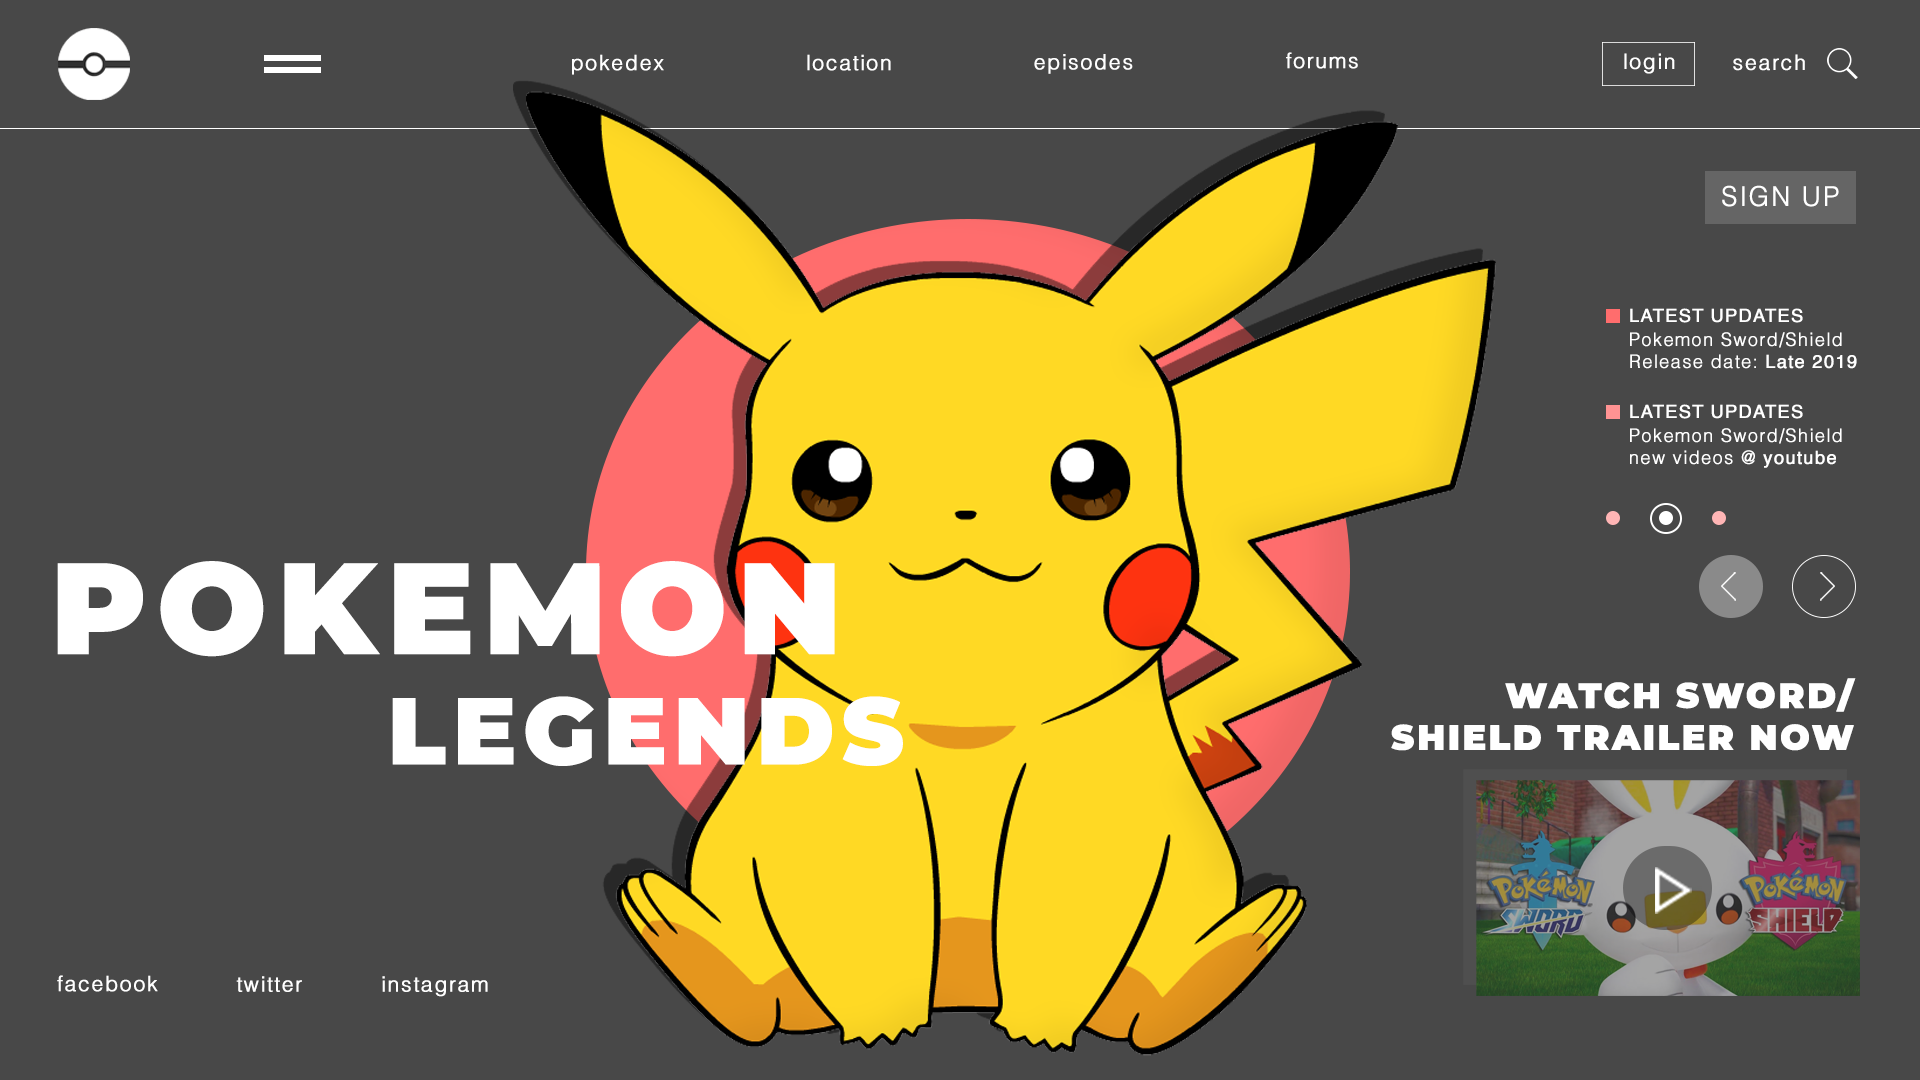 pokedex
location
episodes
forums
login
search
SIGN UP
LATEST UPDATES
Pokemon Sword/Shield
Release date: Late 2019
LATEST UPDATES
Pokemon Sword/Shield
new videos @ youtube
POKEMON
LEGENDS
WATCH SWORD/
SHIELD TRAILER NOW
POKéMON
SWORD
POKéMON
SHIELD
facebook
twitter
instagram